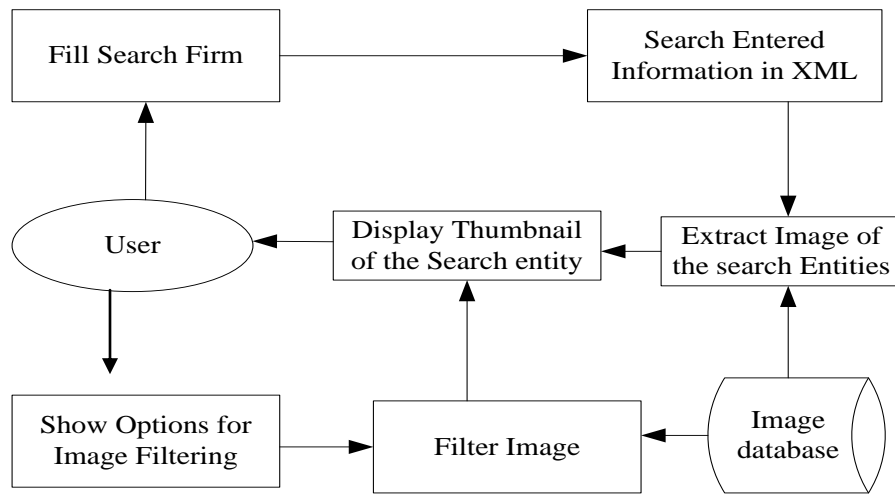 Fill Search Firm
Search Entered
Information in XML
User
Display Thumbnail
of the Search entity
Extract Image of
the search Entities
Show Options for
Image Filtering
Filter Image
Image
database